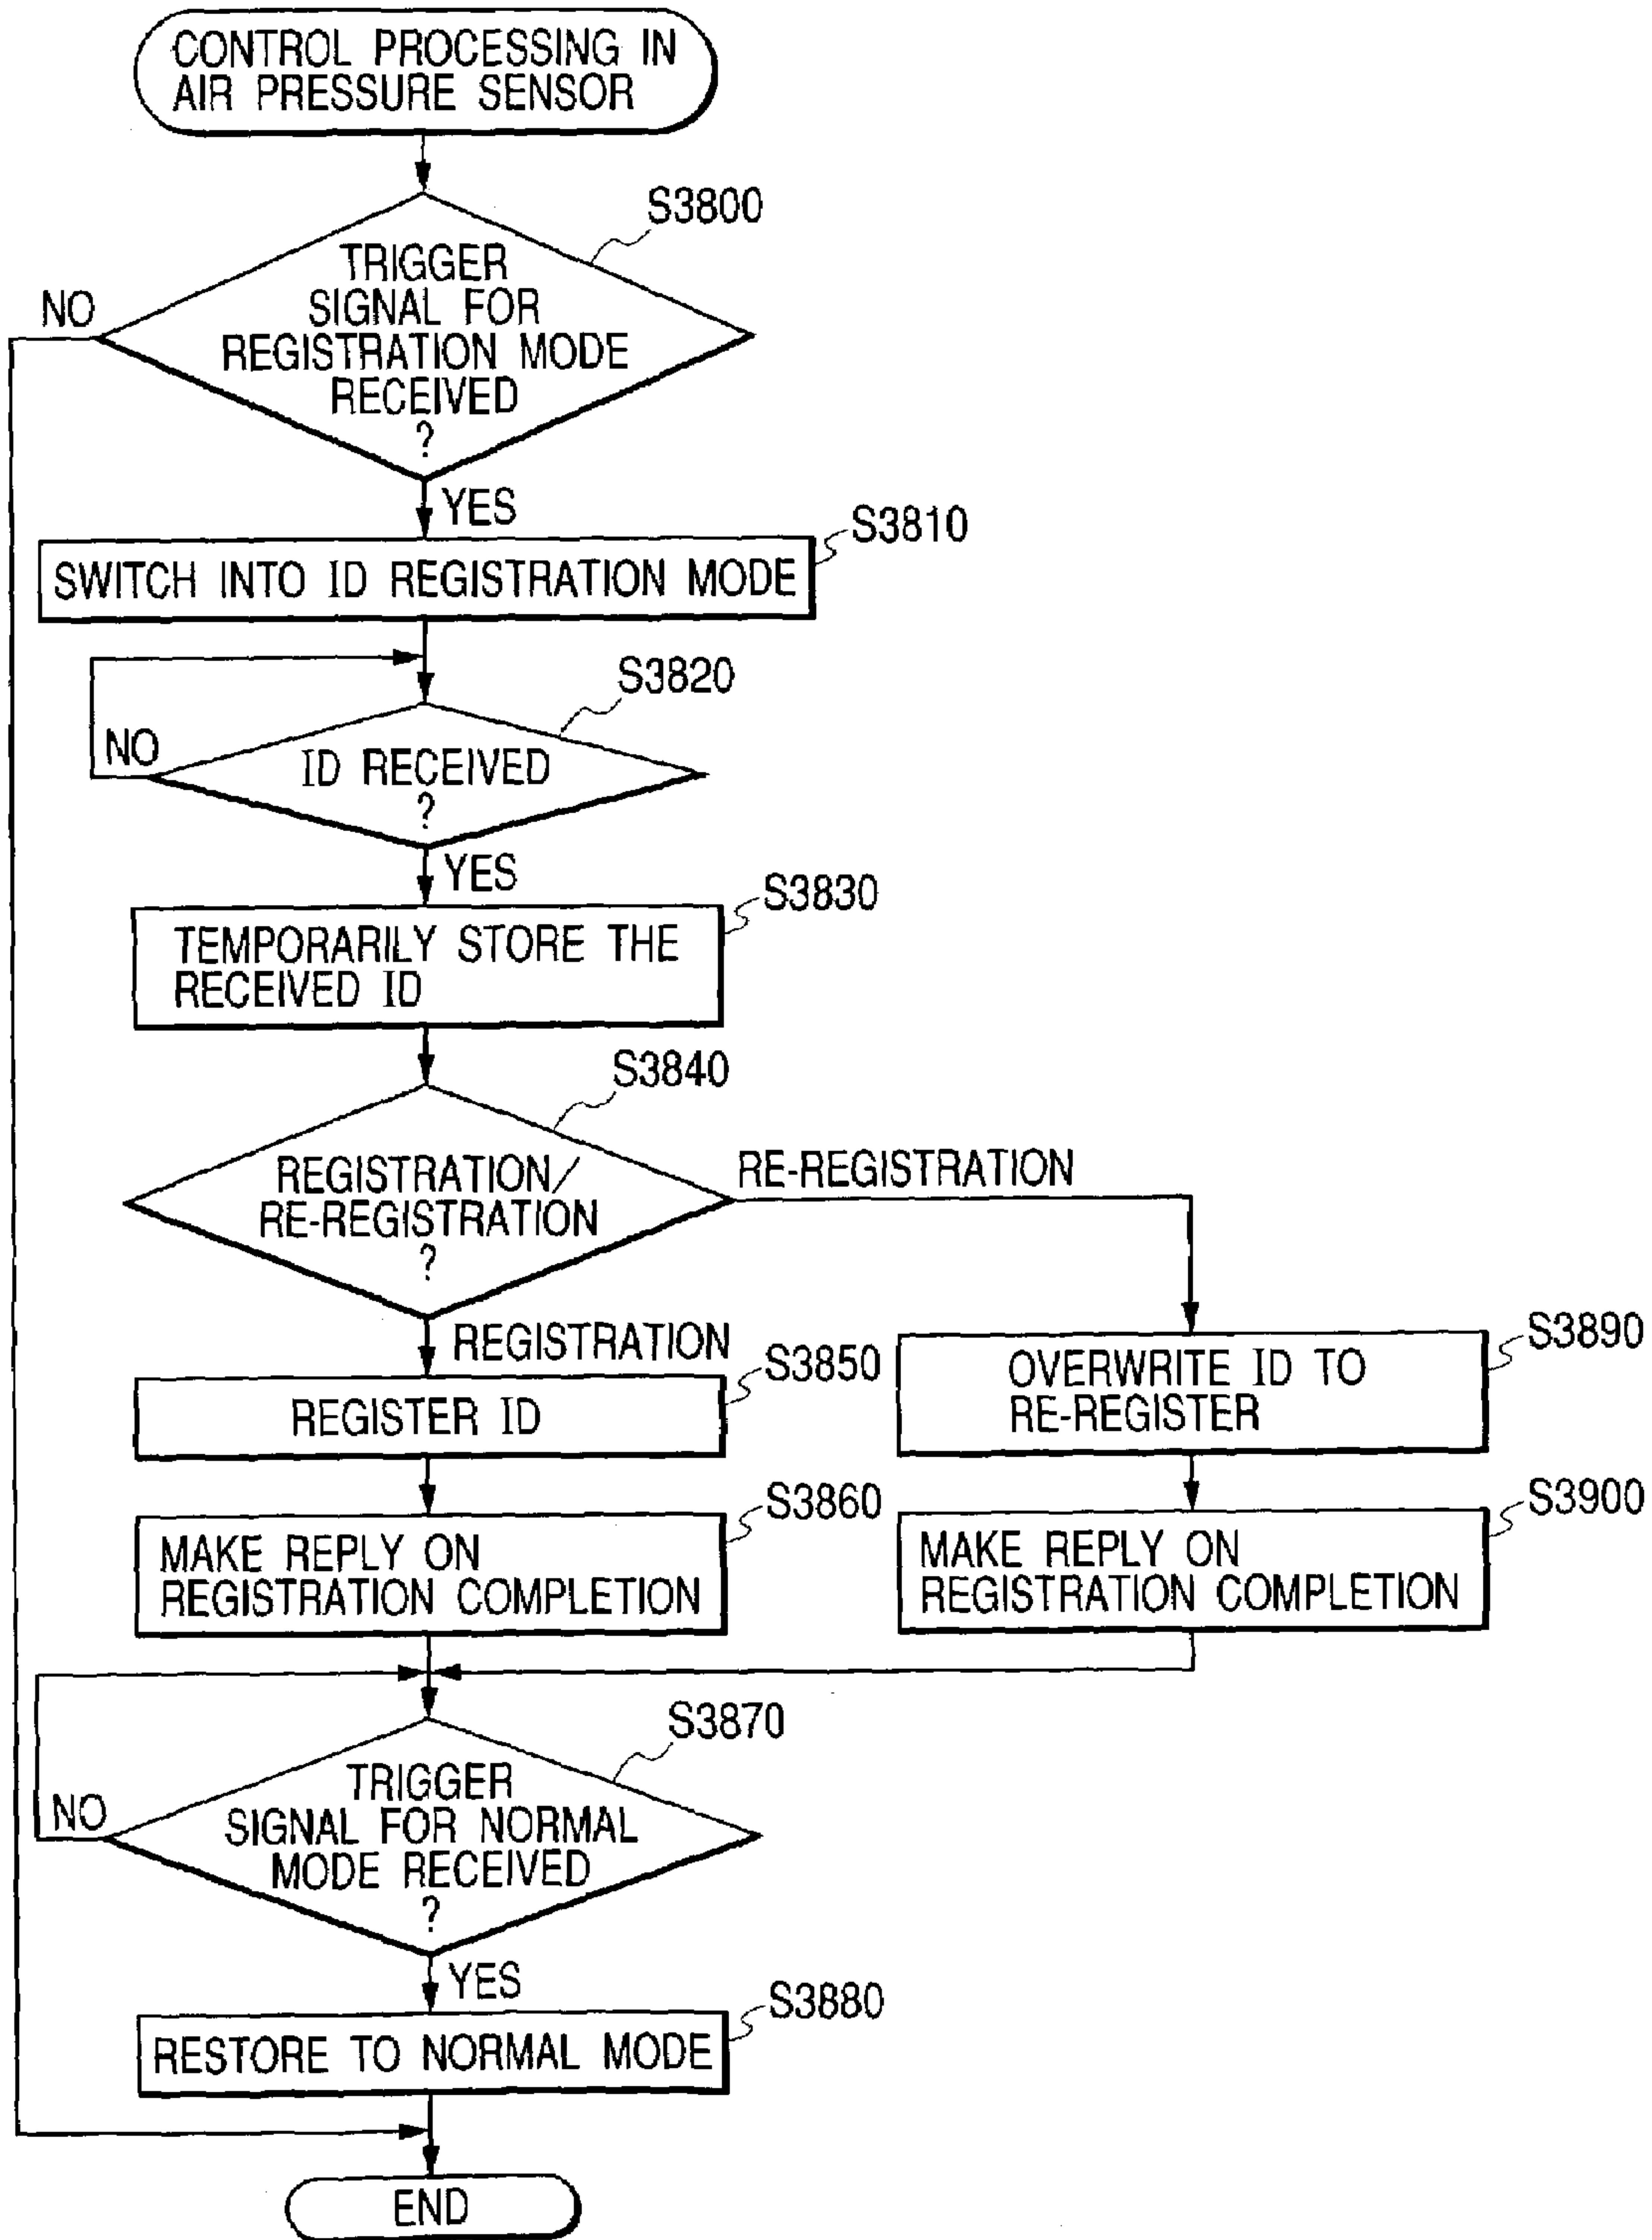 CONTROL PROCESSING IN
AIR PRESSURE SENSOR
S3800
TRIGGER
SIGNAL FOR
REGISTRATION MODE
RECEIVED
?
NO
YES
S3810
SWITCH INTO ID REGISTRATION MODE
S3820
NO
ID RECEIVED
?
YES
S3830
TEMPORARILY STORE THE
RECEIVED ID
S3840
REGISTRATION/
RE-REGISTRATION
?
RE-REGISTRATION
REGISTRATION
S3850
REGISTER ID
S3890
OVERWRITE ID TO
RE-REGISTER
S3860
MAKE REPLY ON
REGISTRATION COMPLETION
S3900
MAKE REPLY ON
REGISTRATION COMPLETION
S3870
TRIGGER
SIGNAL FOR NORMAL
MODE RECEIVED
?
NO
YES
S3880
RESTORE TO NORMAL MODE
END